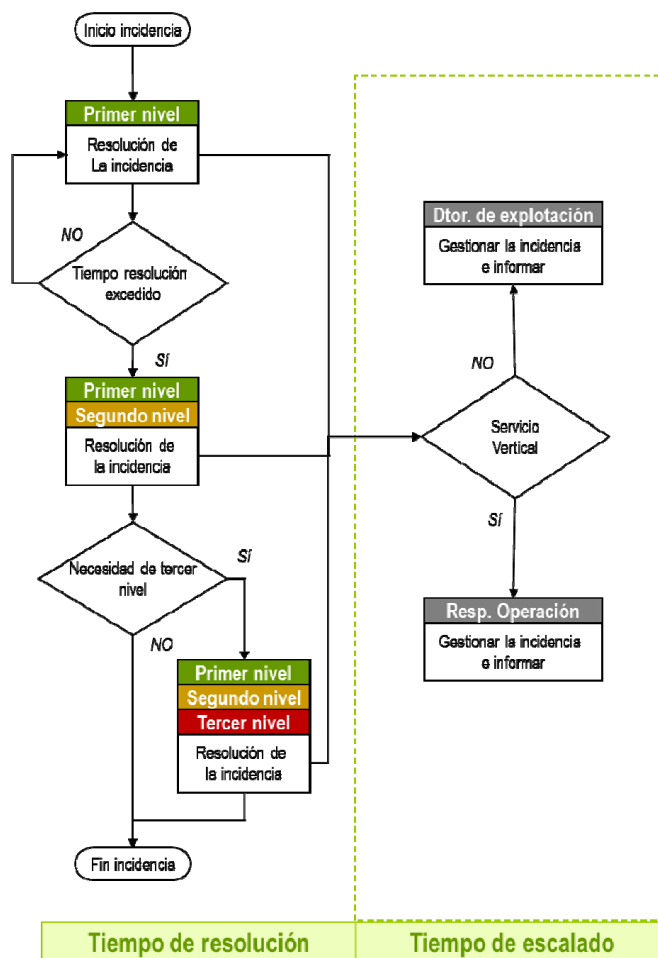 Inicio incidencia
Primer nivel
Resolución de
La incidencia
NO
Tiempo resolución
excedido
Sí
Primer nivel
Segundo nivel
Resolución de
la incidencia
Necesidad de tercer
nivel
Sí
NO
Primer nivel
Segundo nivel
Tercer nivel
Resolución de
la incidencia
Fin incidencia
Dtor. de explotación
Gestionar la incidencia
e informar
NO
Servicio
Vertical
Sí
Resp. Operación
Gestionar la incidencia
e informar
Tiempo de resolución
Tiempo de escalado